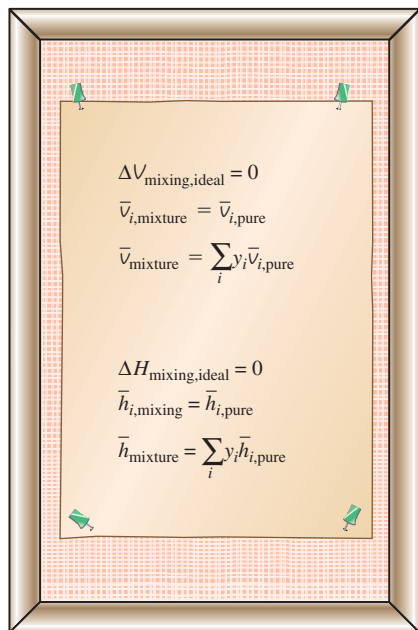 ΔV_mixing,ideal = 0
v̅_i,mixture = v̅_i,pure
v̅_mixture = ∑_i y_i v̅_i,pure
ΔH_mixing,ideal = 0
h̅_i,mixing = h̅_i,pure
h̅_mixture = ∑_i y_i h̅_i,pure